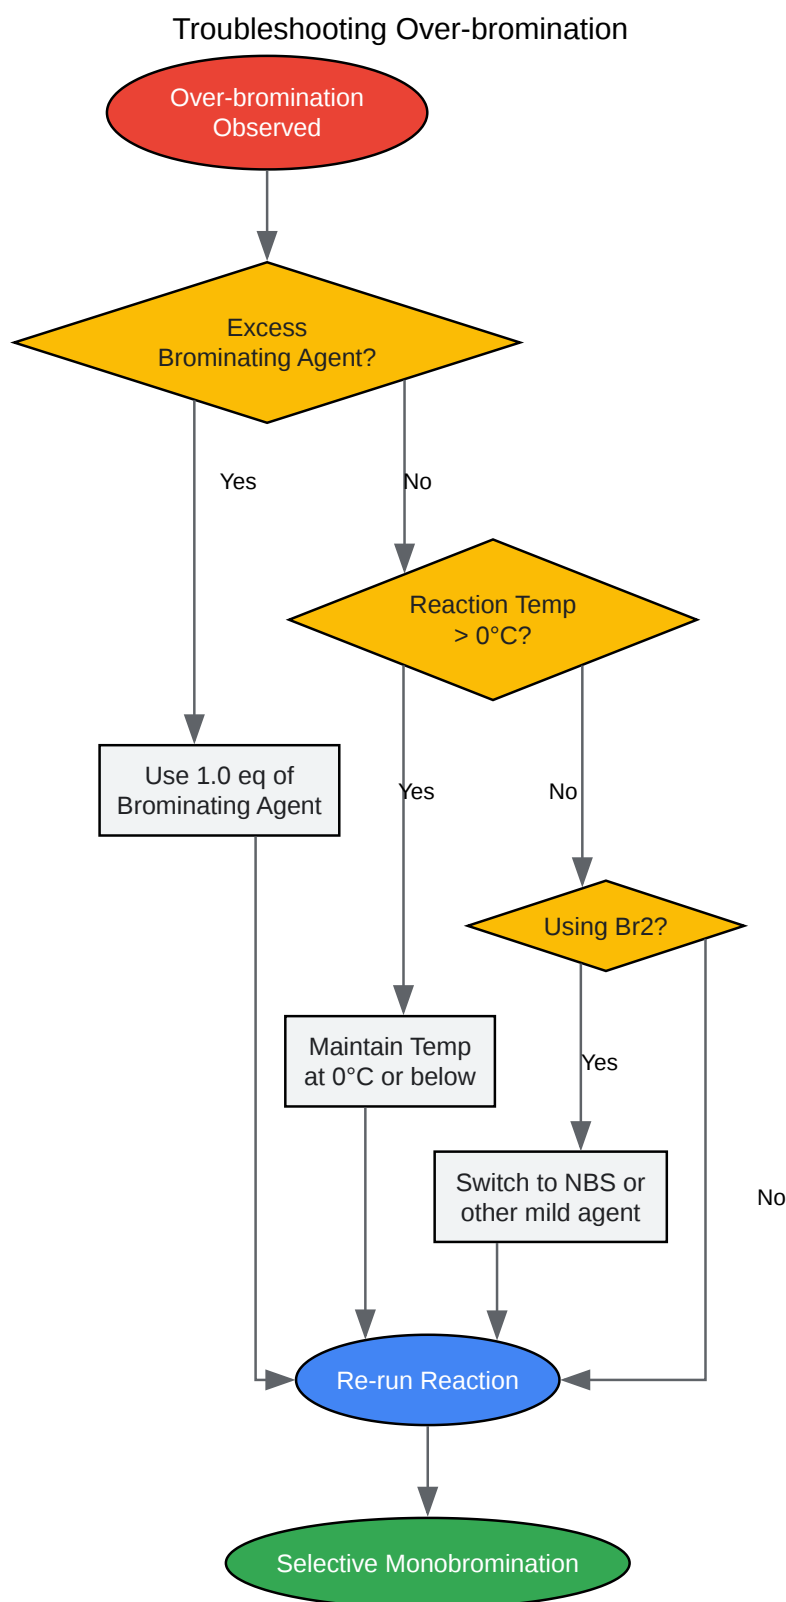 Troubleshooting Over-bromination
Over-bromination
Observed
Excess
Brominating Agent?
Yes
No
Reaction Temp
> 0°C?
Use 1.0 eq of
Brominating Agent
Yes
No
Using Br2?
Maintain Temp
at 0°C or below
Yes
Switch to NBS or
other mild agent
No
Re-run Reaction
Selective Monobromination